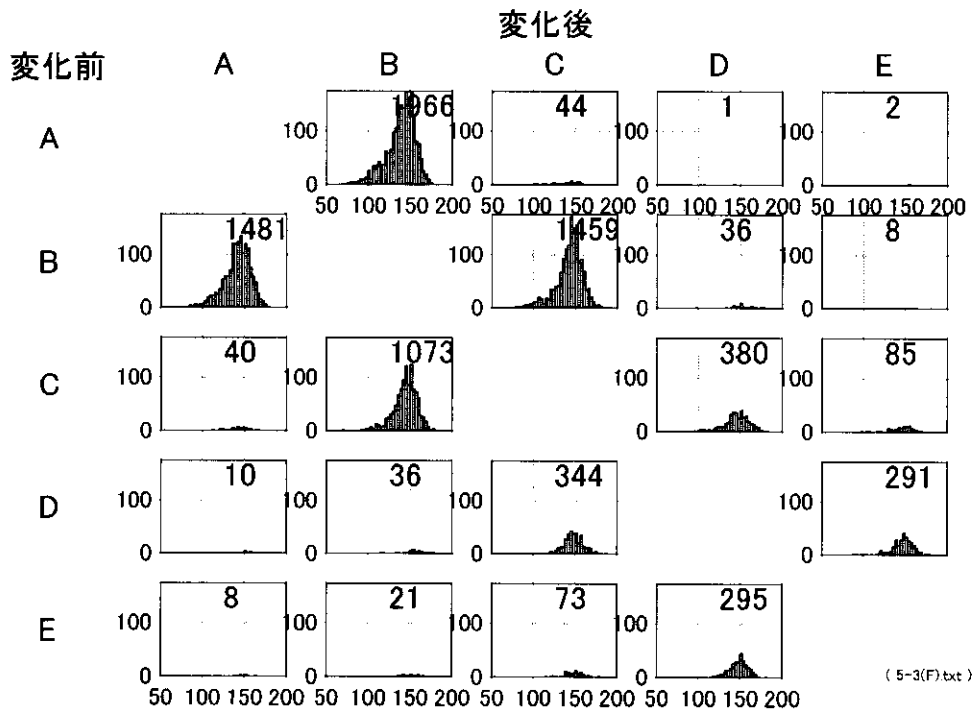 変化後
変化前 A B C D E
A 100 0 1966 100 0 44 100 0 1 100 0 2
50 100 150 200 50 100 150 200 50 100 150 200 50 100 150 200
B 100 0 1481 100 0 1459 100 0 36 100 0 8
C 100 0 40 100 0 1073 100 0 380 100 0 85
D 100 0 10 100 0 36 100 0 344 100 0 291
E 100 0 8 100 0 21 100 0 73 100 0 295
50 100 150 200 50 100 150 200 50 100 150 200 50 100 150 200
( 5-3(F).txt )